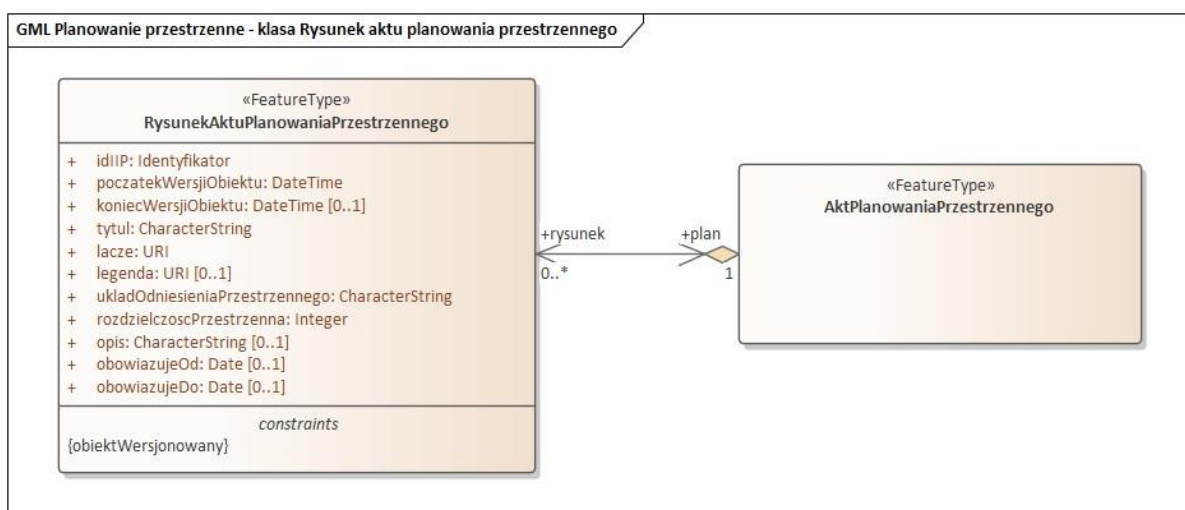 GML Planowanie przestrzenne - klasa Rysunek aktu planowania przestrzennego
«FeatureType»
RysunekAktuPlanowaniaPrzestrzennego
+ idIIP: Identyfikator
+ poczatekWersjiObiektu: DateTime
+ koniecWersjiObiektu: DateTime [0..1]
+ tytul: CharacterString
+ lacze: URI
+ legenda: URI [0..1]
+ ukladOdniesieniaPrzestrzennego: CharacterString
+ rozdzielczoscPrzestrzenna: Integer
+ opis: CharacterString [0..1]
+ obowiazujeOd: Date [0..1]
+ obowiazujeDo: Date [0..1]
constraints
{obiektWersjonowany}
+rysunek
0..*
+plan
1
«FeatureType»
AktPlanowaniaPrzestrzennego